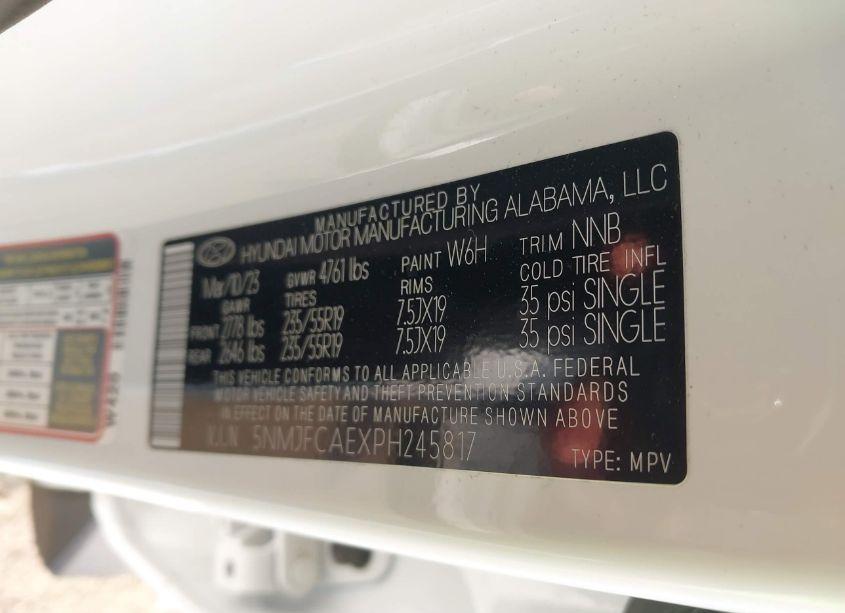 MANUFACTURED BY
HYUNDAI MOTOR MANUFACTURING ALABAMA, LLC
Mar/10/23 GVWR 4761 lbs PAINT W6H TRIM NNB
GAWR TIRES RIMS COLD TIRE INFL
FRONT 2778 lbs 235/55R19 7.5JX19 35 psi SINGLE
REAR 2646 lbs 235/55R19 7.5JX19 35 psi SINGLE
THIS VEHICLE CONFORMS TO ALL APPLICABLE U.S.A. FEDERAL
MOTOR VEHICLE SAFETY AND THEFT PREVENTION STANDARDS
IN EFFECT ON THE DATE OF MANUFACTURE SHOWN ABOVE
V.I.N 5NMJFCAEXPH245817
TYPE: MPV